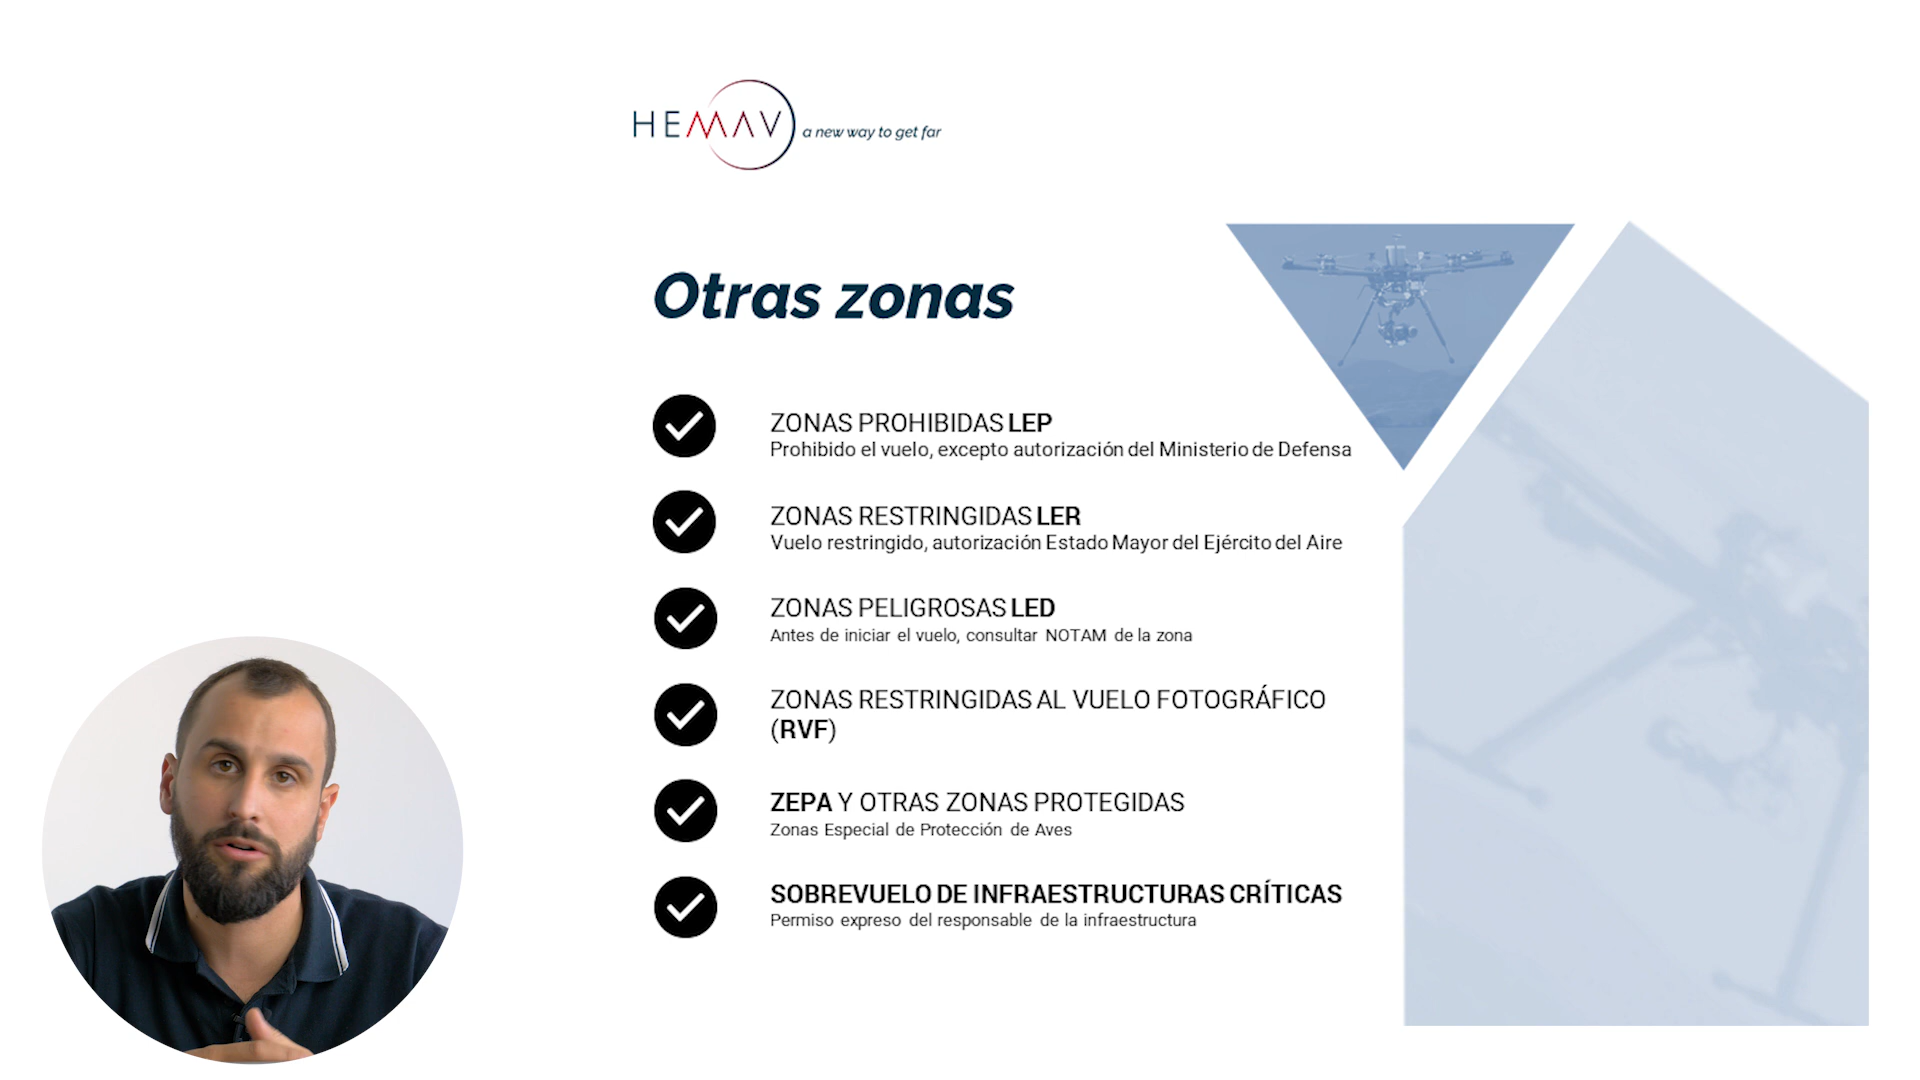 HEMAV a new way to get far
Otras zonas
ZONAS PROHIBIDAS LEP
Prohibido el vuelo, excepto autorización del Ministerio de Defensa
ZONAS RESTRINGIDAS LER
Vuelo restringido, autorización Estado Mayor del Ejército del Aire
ZONAS PELIGROSAS LED
Antes de iniciar el vuelo, consultar NOTAM de la zona
ZONAS RESTRINGIDAS AL VUELO FOTOGRÁFICO
(RVF)
ZEPA Y OTRAS ZONAS PROTEGIDAS
Zonas Especial de Protección de Aves
SOBREVUELO DE INFRAESTRUCTURAS CRÍTICAS
Permiso expreso del responsable de la infraestructura